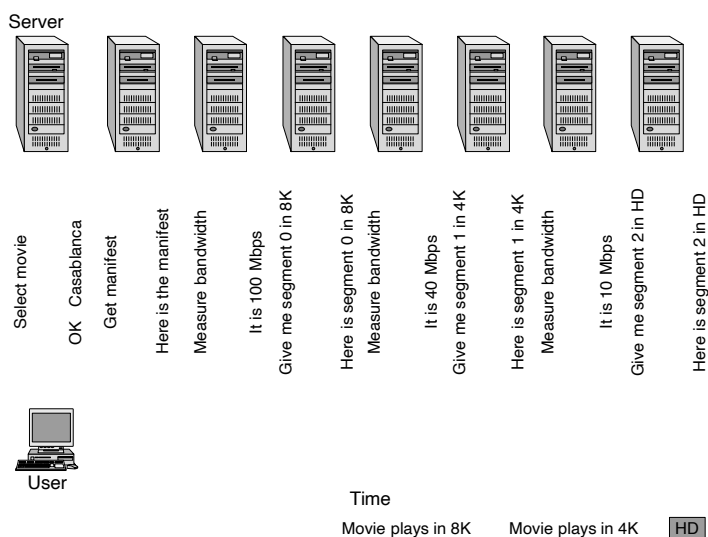 Server
Select movie
OK Casablanca
Get manifest
Here is the manifest
Measure bandwidth
It is 100 Mbps
Give me segment 0 in 8K
Here is segment 0 in 8K
Measure bandwidth
It is 40 Mbps
Give me segment 1 in 4K
Here is segment 1 in 4K
Measure bandwidth
It is 10 Mbps
Give me segment 2 in HD
Here is segment 2 in HD
User
Time
Movie plays in 8K
Movie plays in 4K
HD